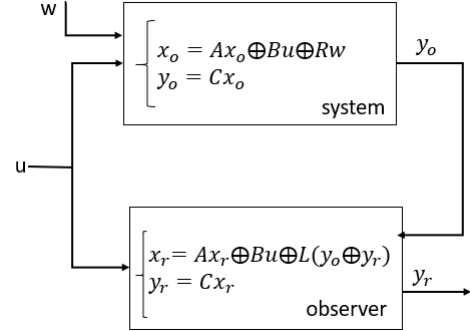 w
x_o = Ax_o⊕Bu⊕Rw
y_o = Cx_o
system
y_o
u
x_r= Ax_r⊕Bu⊕L(y_o⊕y_r)
y_r = Cx_r
observer
y_r